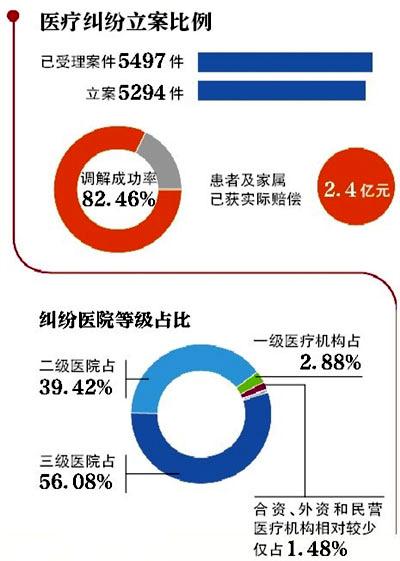 医疗纠纷立案比例
已受理案件5497件
立案5294件
调解成功率
82.46%
患者及家属
已获实际赔偿
2.4亿元
纠纷医院等级占比
一级医疗机构占
2.88%
二级医院占
39.42%
三级医院占
56.08%
合资、外资和民营
医疗机构相对较少
仅占1.48%